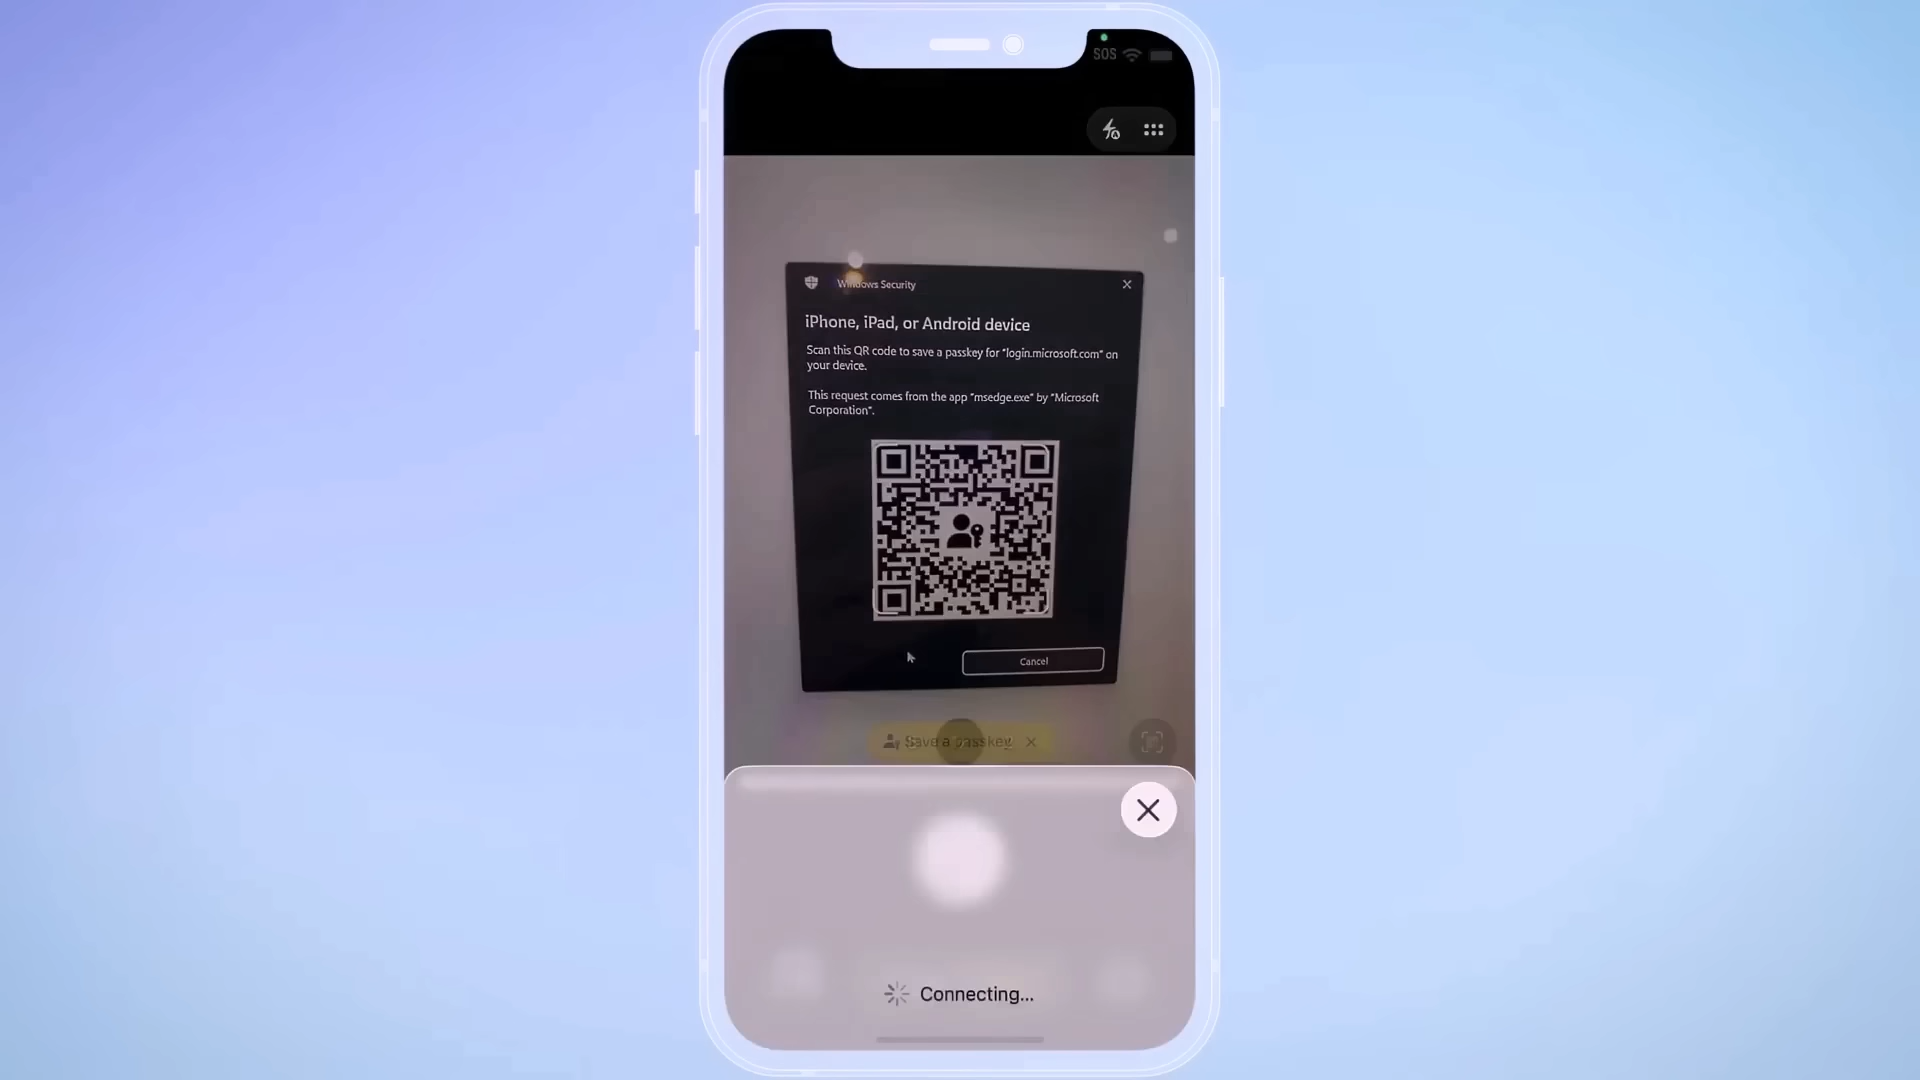 SOS
Windows Security
iPhone, iPad, or Android device
Scan this QR code to save a passkey for "login.microsoft.com" on
your device.
This request comes from the app "msedge.exe" by "Microsoft
Corporation".
Cancel
Save a passkey
Connecting...